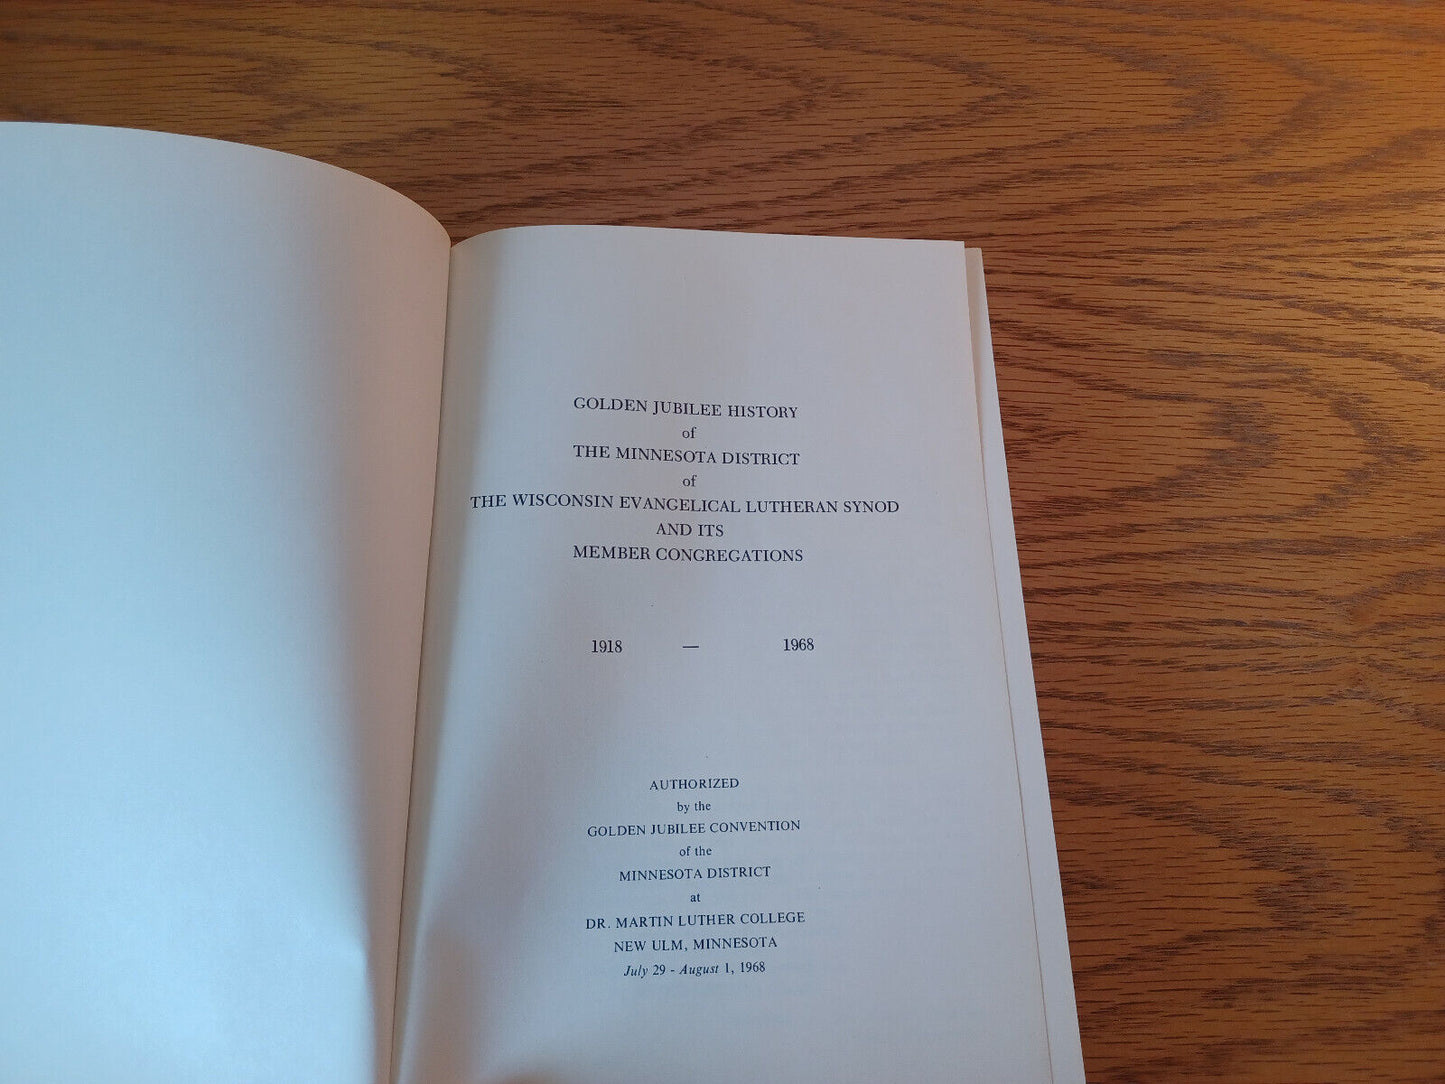 GOLDEN JUBILEE HISTORY
of
THE MINNESOTA DISTRICT
of
THE WISCONSIN EVANGELICAL LUTHERAN SYNOD
AND ITS
MEMBER CONGREGATIONS
1918 — 1968
AUTHORIZED
by the
GOLDEN JUBILEE CONVENTION
of the
MINNESOTA DISTRICT
at
DR. MARTIN LUTHER COLLEGE
NEW ULM, MINNESOTA
July 29 - August 1, 1968